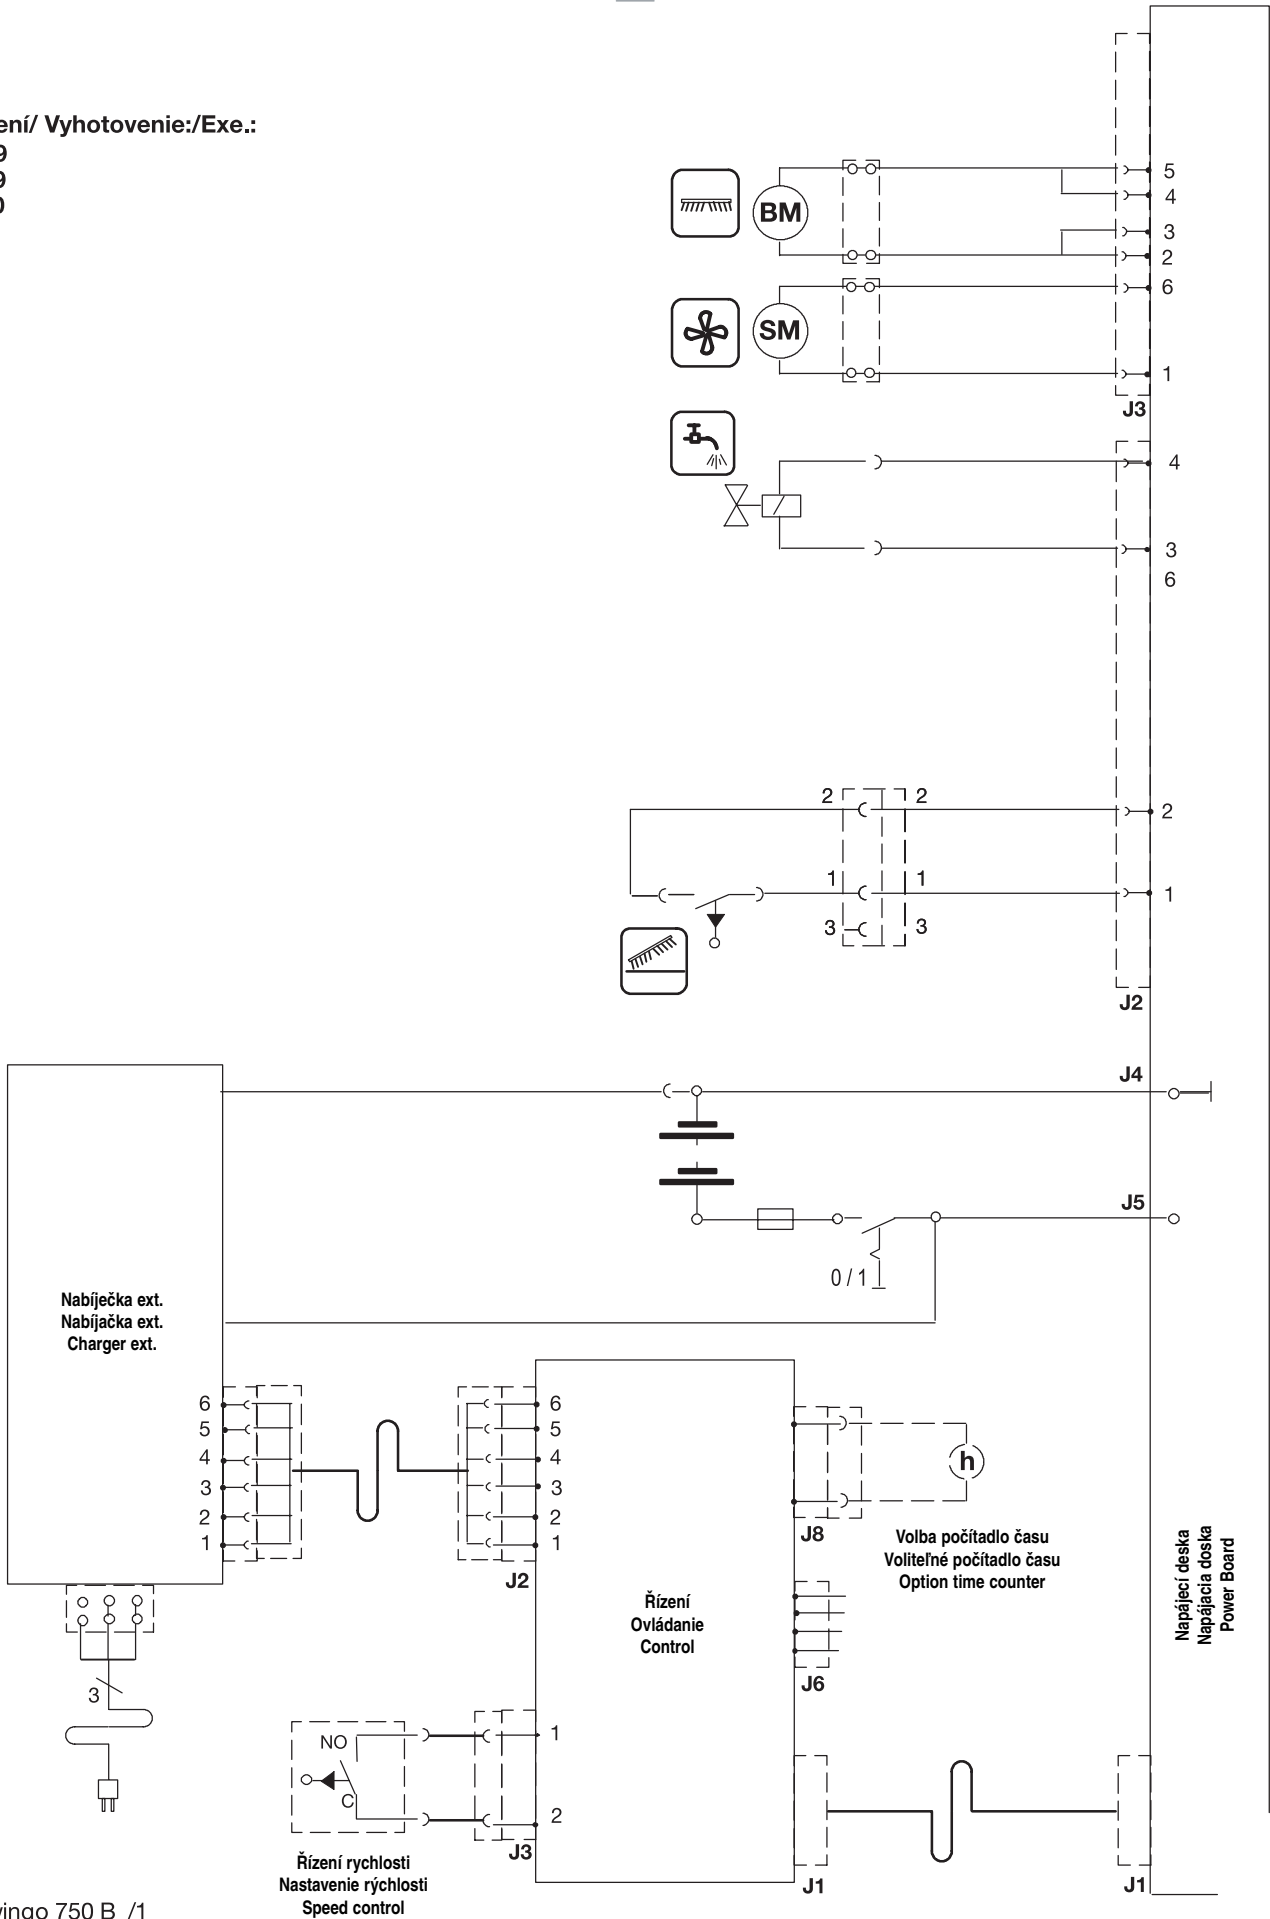 ení/ Vyhotovenie:/Exe.:
9
9
0
BM
5
4
3
2
SM
6
1
J3
4
3
6
2 2
2
1 1
1
3 3
J2
J4
J5
0 / 1
Nabíječka ext.
Nabíjačka ext.
Charger ext.
6
5
4
3
2
1
6
5
4
3
2
1
J2
h
J8
Volba počítadlo času
Voliteľné počítadlo času
Option time counter
Napájecí deska
Napájacia doska
Power Board
Řízení
Ovládanie
Control
J6
3
NO
C
1
2
J3
Řízení rychlosti
Nastavenie rýchlosti
Speed control
J1
J1
wingo 750 B /1